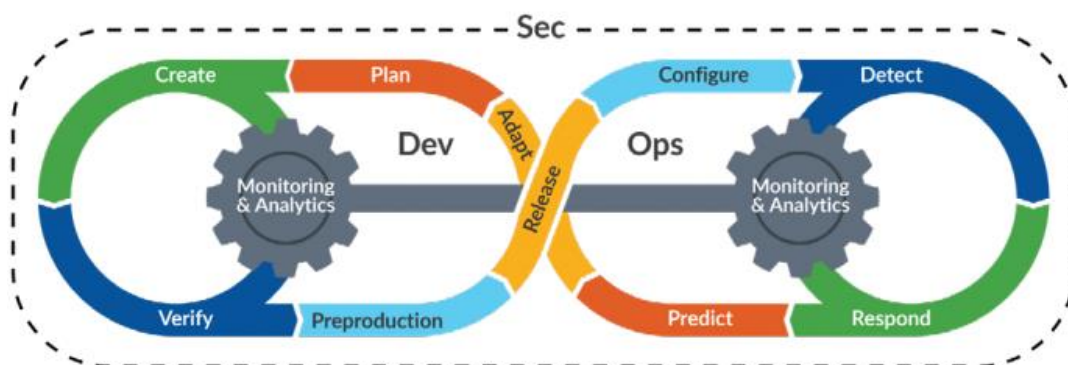 Sec
Create
Plan
Configure
Detect
Adapt
Dev
Ops
Release
Monitoring
& Analytics
Monitoring
& Analytics
Verify
Preproduction
Predict
Respond